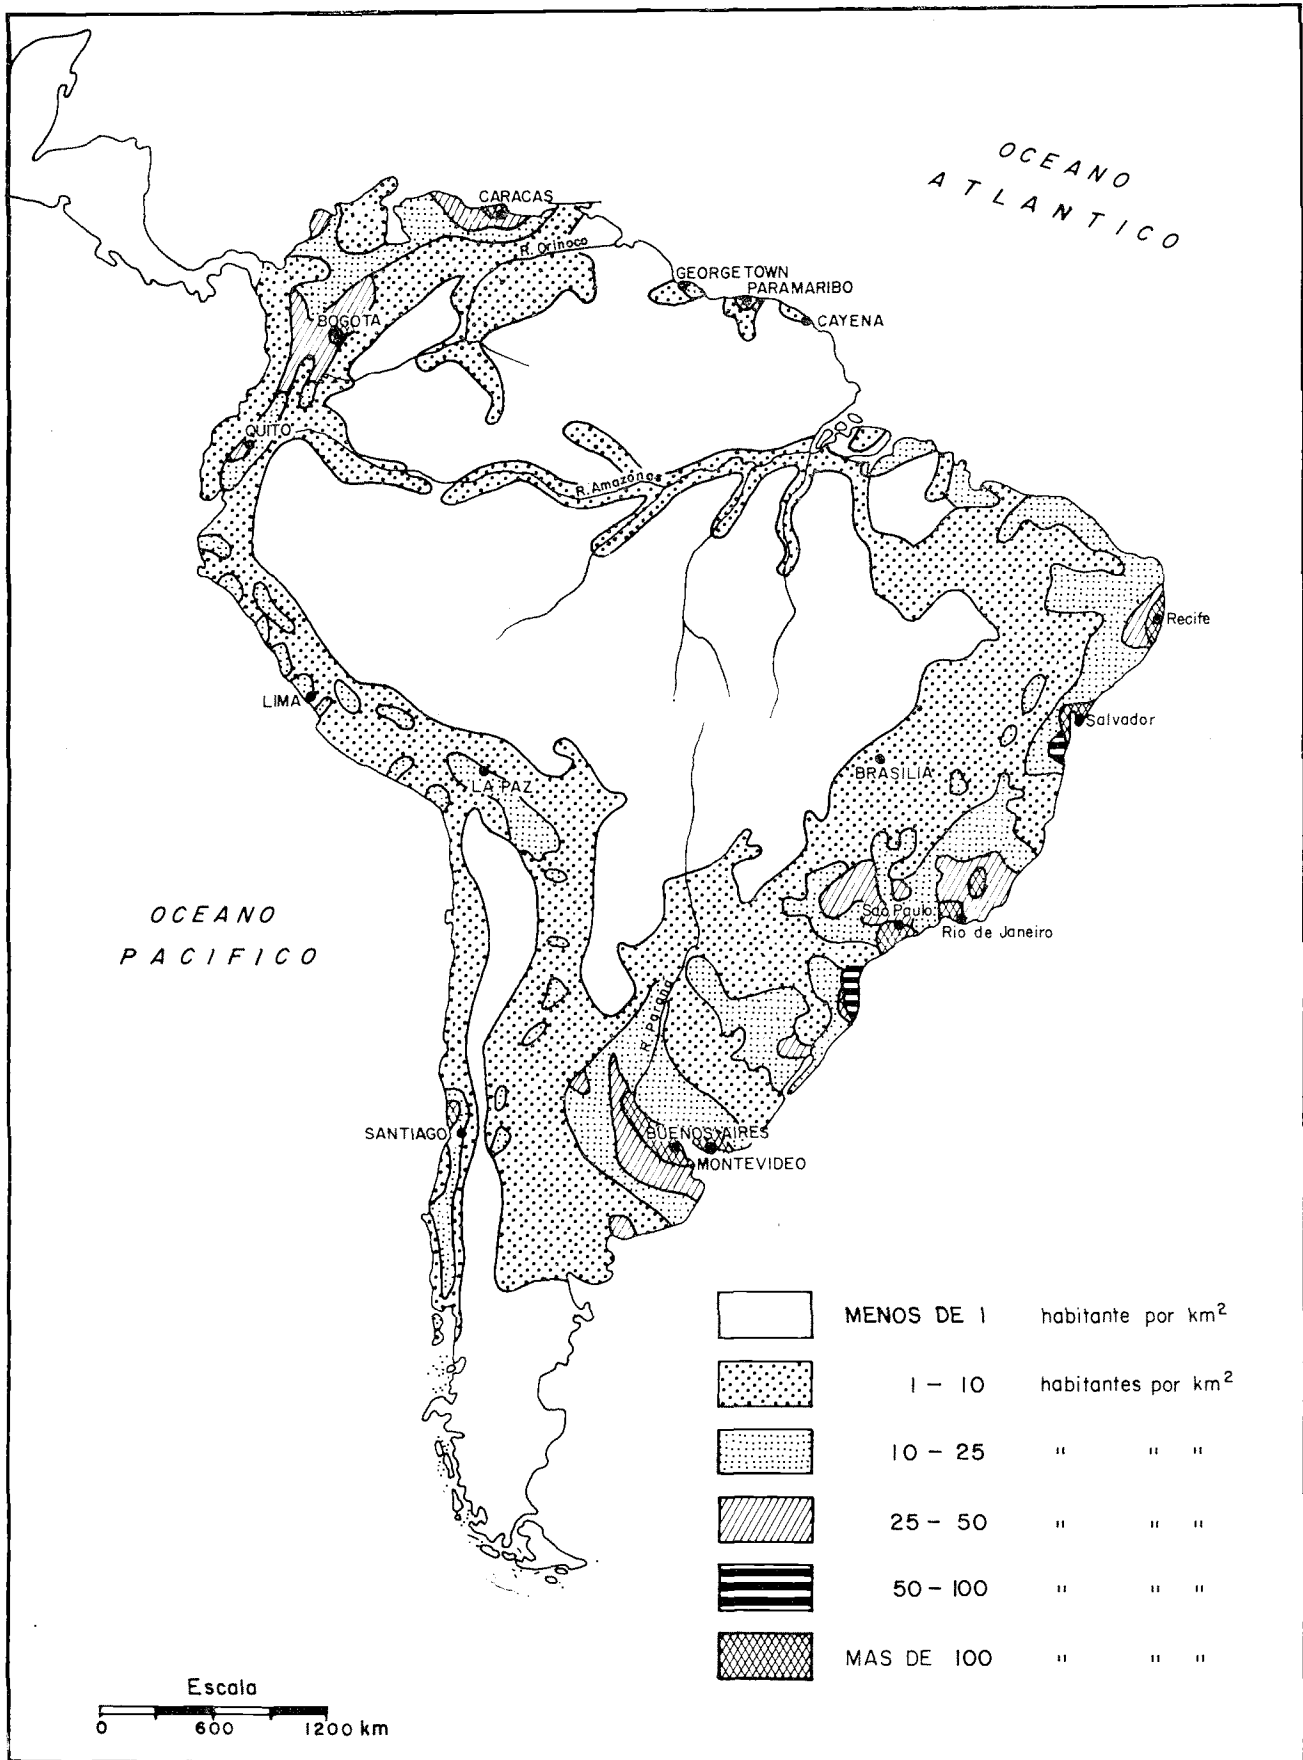 OCEANO
ATLANTICO
CARACAS
R. Orinoco
GEORGETOWN
PARAMARIBO
CAYENA
BOGOTA
QUITO
R. Amazónas
Recife
LIMA
Salvador
BRASILIA
LA PAZ
OCEANO
PACIFICO
Sao Paulo
Rio de Janeiro
R. Paraná
SANTIAGO
BUENOS AIRES
MONTEVIDEO
MENOS DE 1 habitante por km²
1 - 10 habitantes por km²
10 - 25 " " "
25 - 50 " " "
50 - 100 " " "
MAS DE 100 " " "
Escala
0 600 1200 km